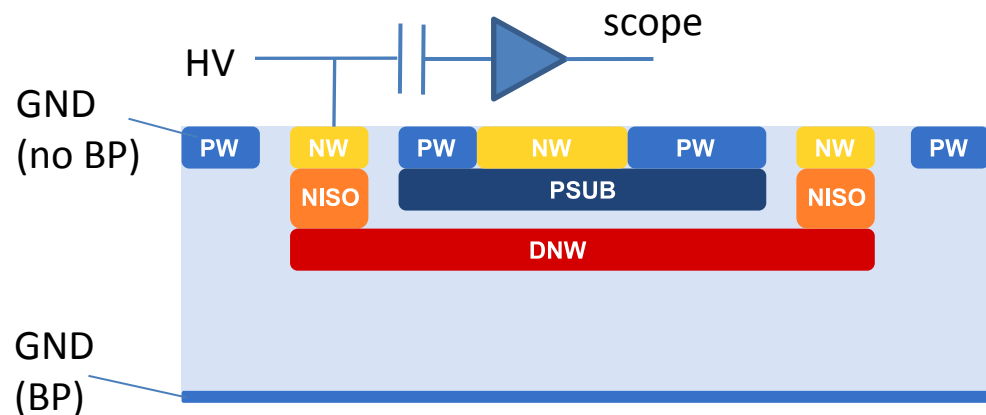 scope
HV
GND
(no BP)
PW NW PW NW PW NW PW
NISO PSUB NISO
DNW
GND
(BP)